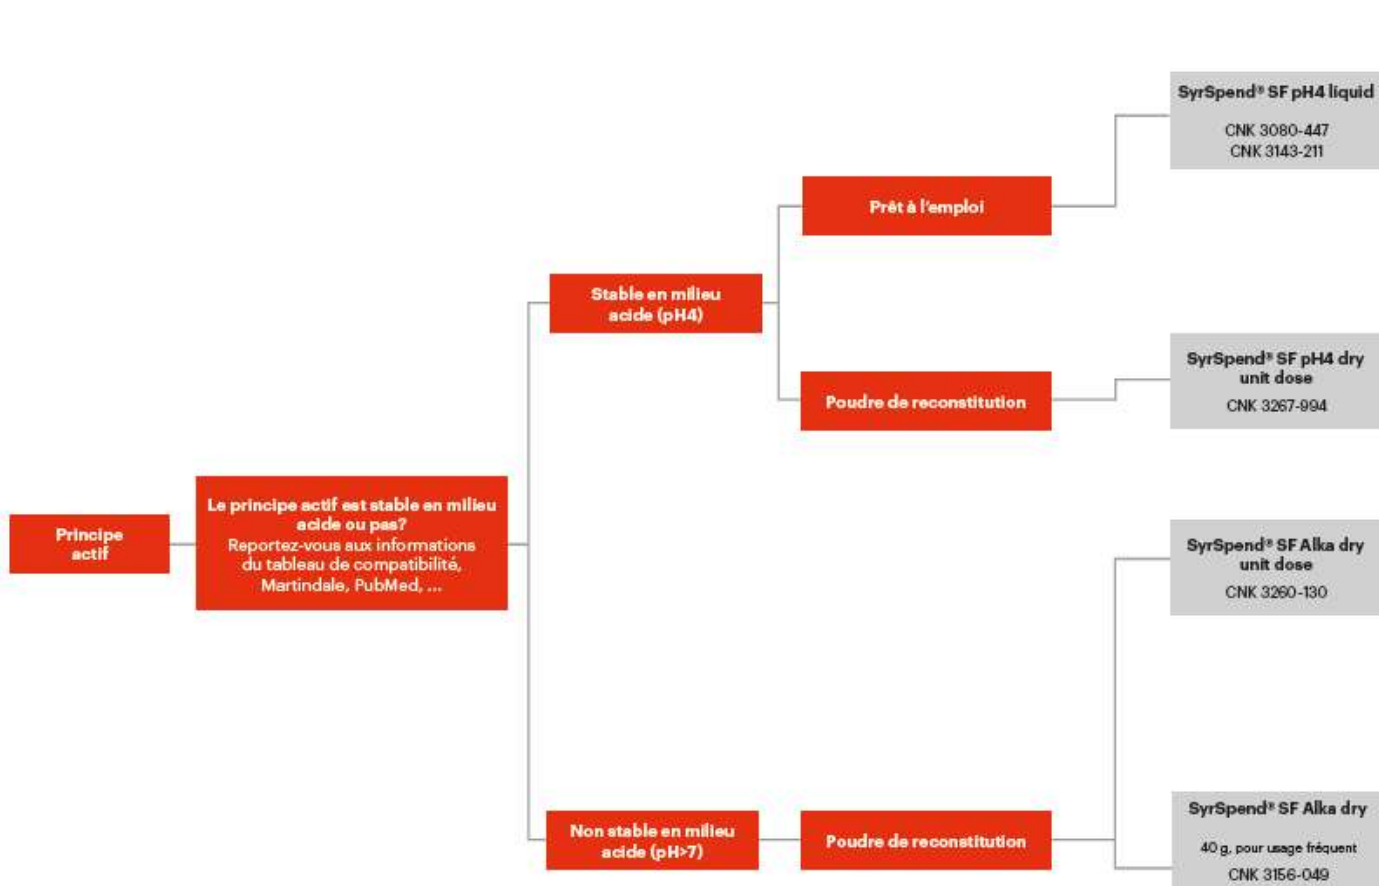 SyrSpend® SF pH4 liquid
CNK 3080-447
CNK 3143-211
Prêt à l'emploi
Stable en milieu
acide (pH4)
SyrSpend® SF pH4 dry
unit dose
CNK 3267-994
Poudre de reconstitution
Principe
actif
Le principe actif est stable en milieu
acide ou pas?
Reportez-vous aux informations
du tableau de compatibilité,
Martindale, PubMed, ...
SyrSpend® SF Alka dry
unit dose
CNK 3260-130
Non stable en milieu
acide (pH>7)
Poudre de reconstitution
SyrSpend® SF Alka dry
40 g, pour usage fréquent
CNK 3156-049